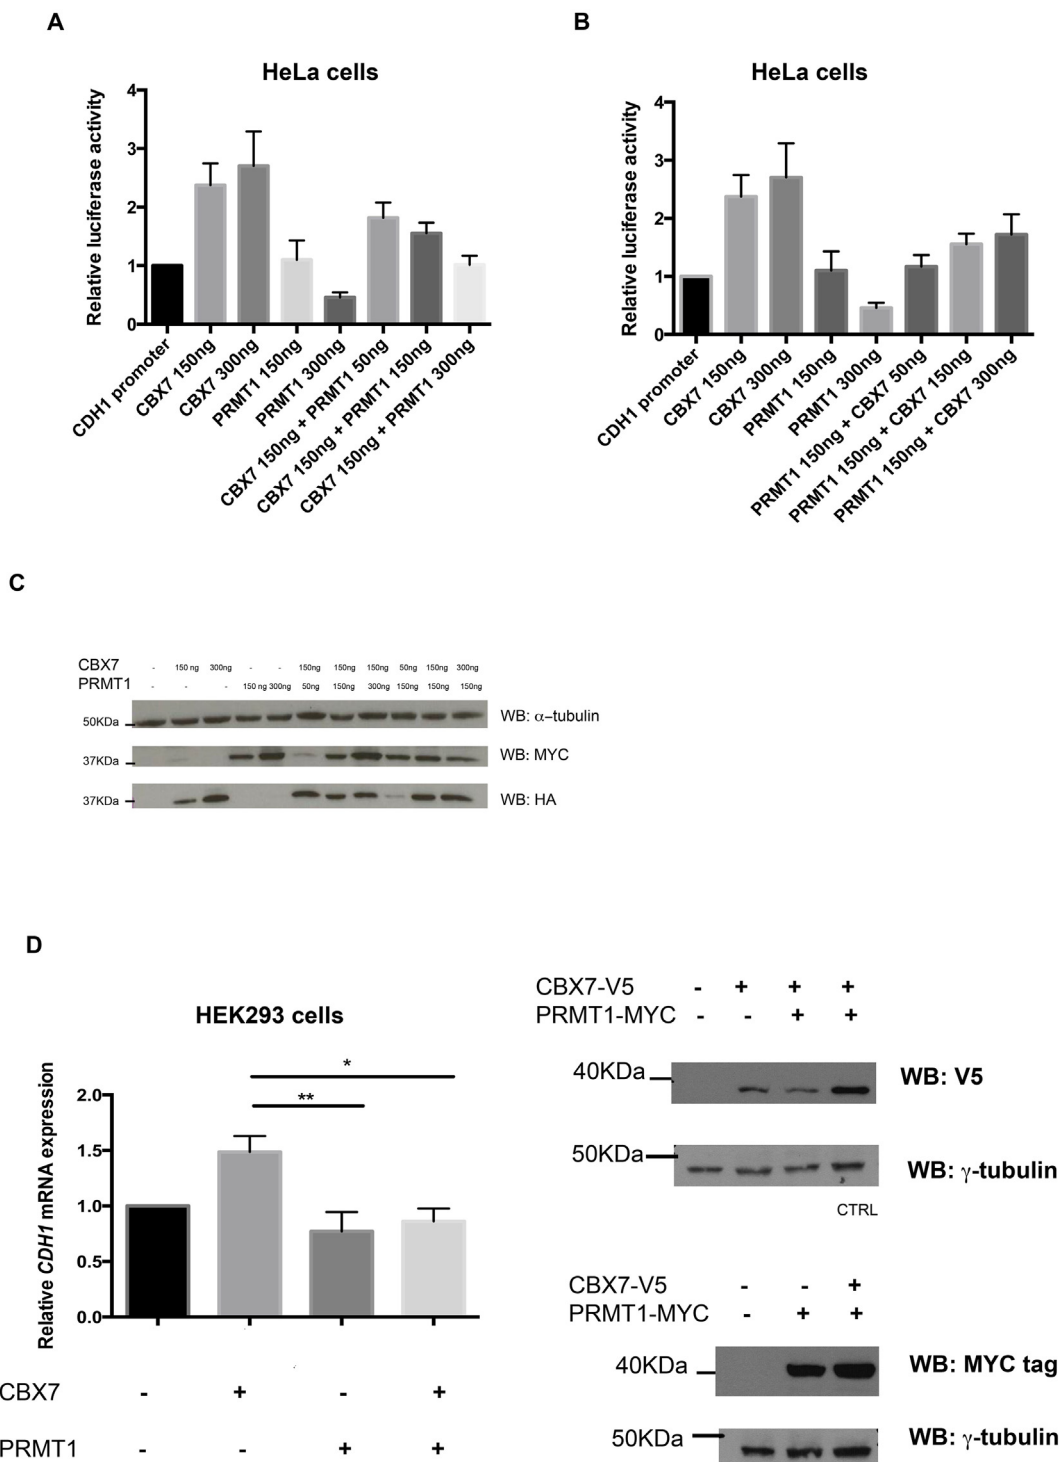 A
B
HeLa cells
HeLa cells
Relative luciferase activity
4
3
2
1
0
CDH1 promoter
CBX7 150ng
CBX7 300ng
PRMT1 150ng
PRMT1 300ng
CBX7 150ng + PRMT1 50ng
CBX7 150ng + PRMT1 150ng
CBX7 150ng + PRMT1 300ng
Relative luciferase activity
4
3
2
1
0
CDH1 promoter
CBX7 150ng
CBX7 300ng
PRMT1 150ng
PRMT1 300ng
PRMT1 150ng + CBX7 50ng
PRMT1 150ng + CBX7 150ng
PRMT1 150ng + CBX7 300ng
C
CBX7 - 150 ng 300ng - - 150ng 150ng 150ng 50ng 150ng 300ng
PRMT1 - - - 150 ng 300ng 50ng 150ng 300ng 150ng 150ng 150ng
50KDa WB: α−tubulin
37KDa WB: MYC
37KDa WB: HA
D
HEK293 cells
Relative CDH1 mRNA expression
2.0
1.5
1.0
0.5
0.0
*
**
CBX7 - + - +
PRMT1 - - + +
CBX7-V5 - + + +
PRMT1-MYC - - + +
40KDa WB: V5
50KDa WB: γ-tubulin
CTRL
CBX7-V5 - - +
PRMT1-MYC - + +
40KDa WB: MYC tag
50KDa WB: γ-tubulin